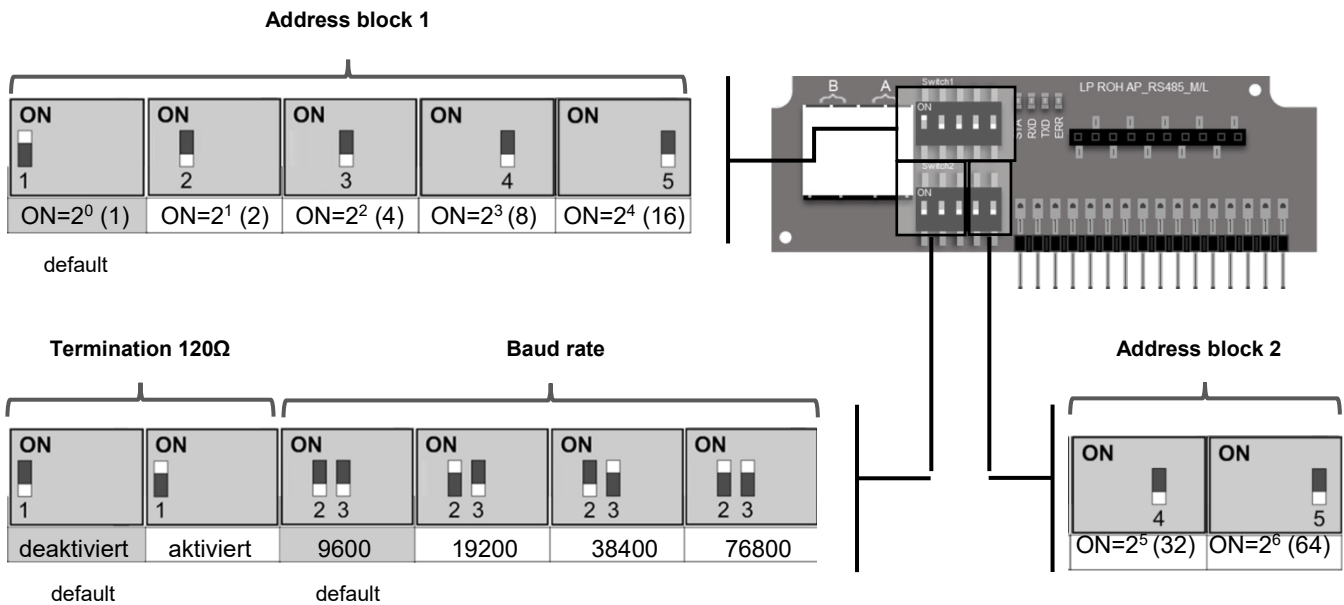 Address block 1
ON ON ON ON ON
1 2 3 4 5
ON=2⁰ (1) ON=2¹ (2) ON=2² (4) ON=2³ (8) ON=2⁴ (16)
default
B A
Switch1
ON
LP ROH AP_RS485_M/L
STA RXD TXD ERR
Switch2
ON
Termination 120Ω Baud rate
ON ON ON ON ON ON
1 1 2 3 2 3 2 3 2 3
deaktiviert aktiviert 9600 19200 38400 76800
default default
Address block 2
ON ON
4 5
ON=2⁵ (32) ON=2⁶ (64)